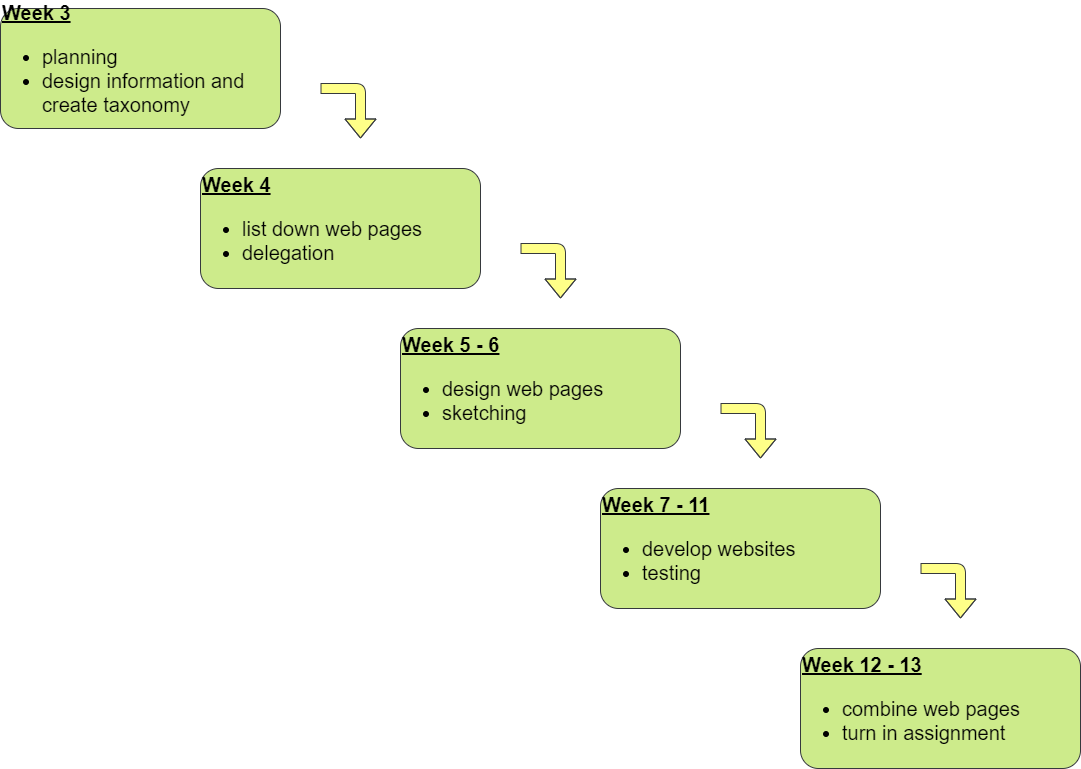 Week 3
planning
design information and
create taxonomy
Week 4
list down web pages
delegation
Week 5 - 6
design web pages
sketching
Week 7 - 11
develop websites
testing
Week 12 - 13
combine web pages
turn in assignment